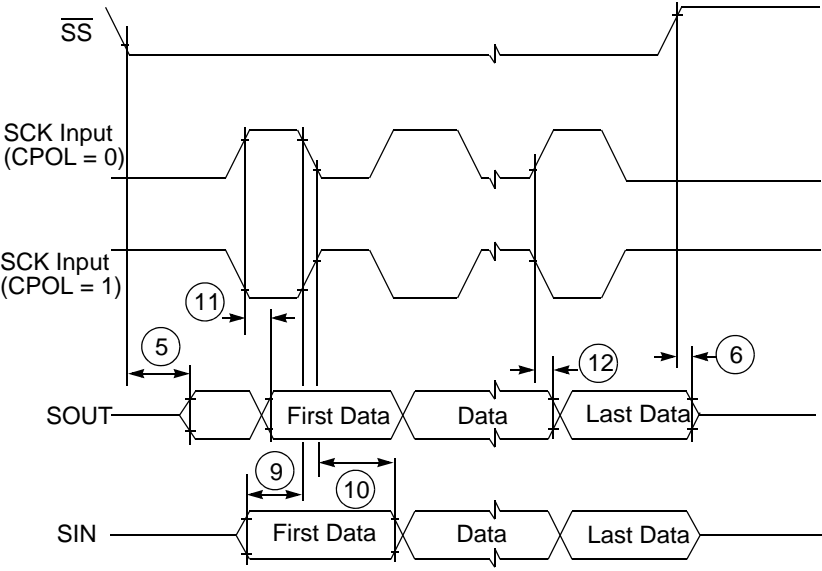 SS
SCK Input
(CPOL = 0)
SCK Input
(CPOL = 1)
11
5
12
6
SOUT
First Data
Data
Last Data
9
10
SIN
First Data
Data
Last Data